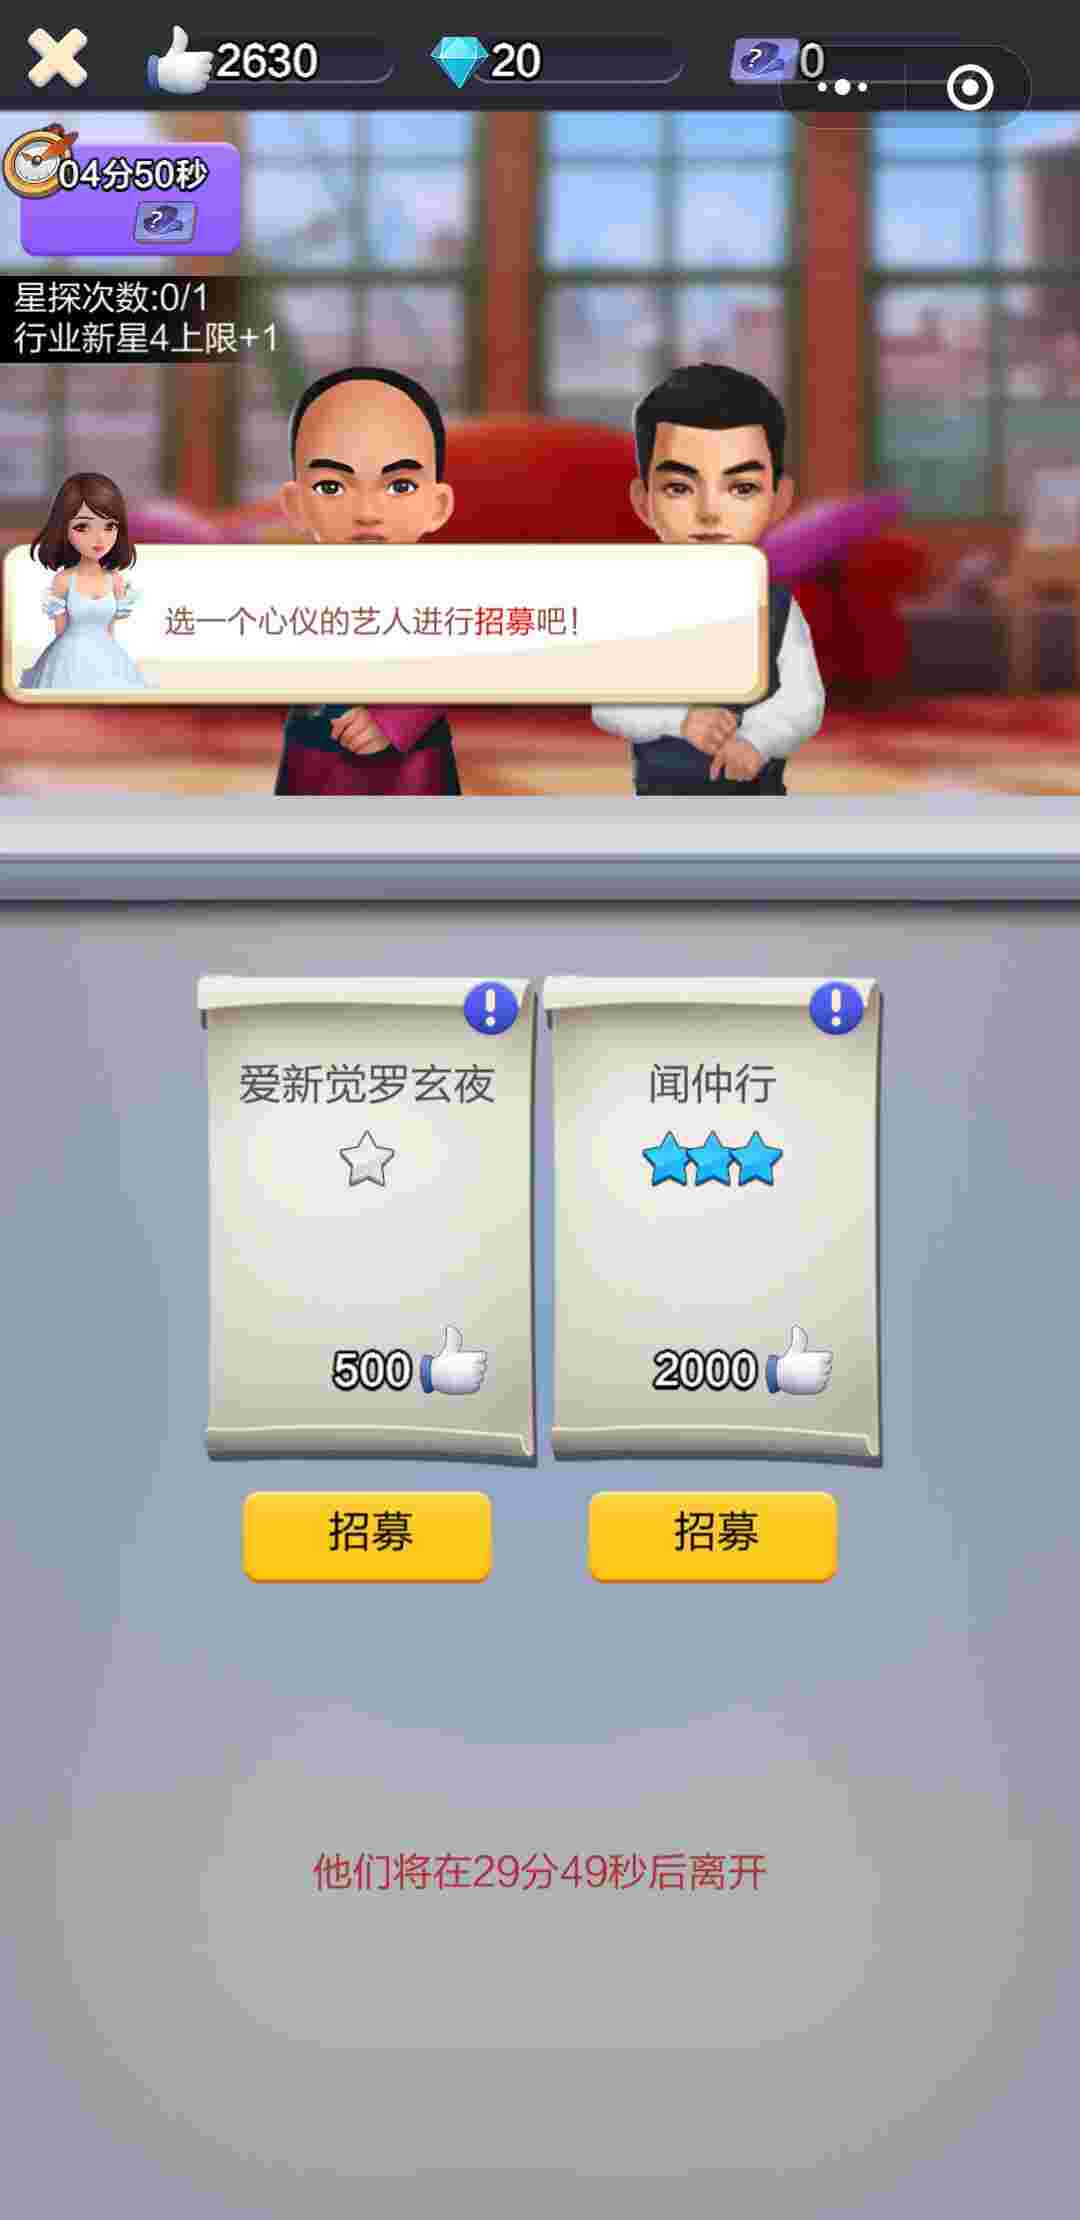 2630
20
0
04分50秒
?
?
星探次数:0/1
行业新星4上限+1
选一个心仪的艺人进行招募吧!
爱新觉罗玄夜
闻仲行
500
2000
招募
招募
他们将在29分49秒后离开